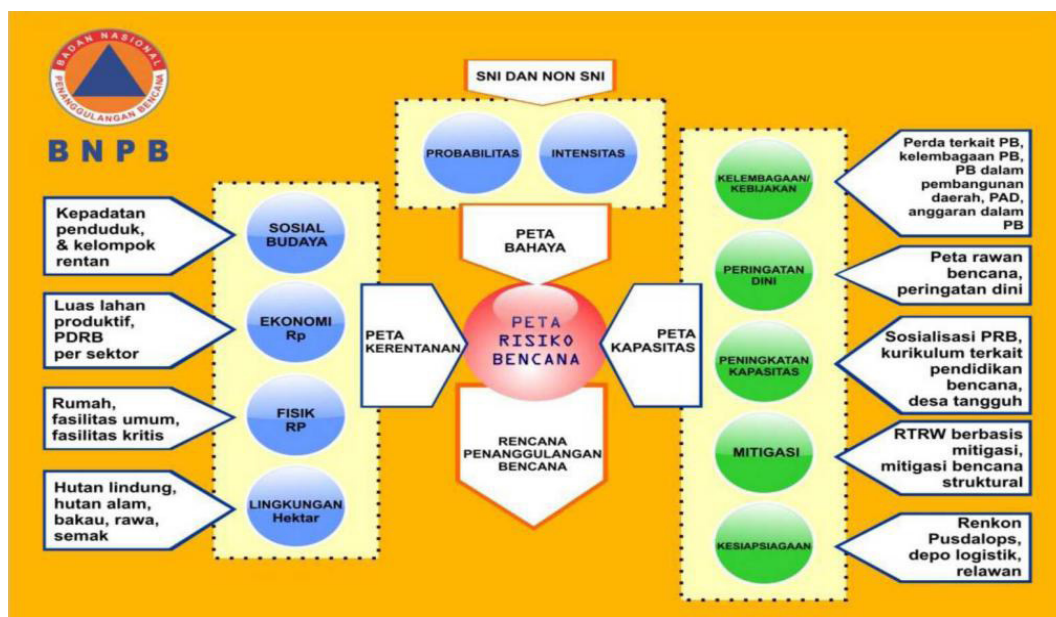 BADAN NASIONAL
PENANGGULANGAN BENCANA
BNPB
SNI DAN NON SNI
PROBABILITAS
INTENSITAS
PETA
BAHAYA
Kepadatan
penduduk,
& kelompok
rentan
SOSIAL
BUDAYA
Luas lahan
produktif,
PDRB
per sektor
EKONOMI
Rp
Rumah,
fasilitas umum,
fasilitas kritis
FISIK
RP
Hutan lindung,
hutan alam,
bakau, rawa,
semak
LINGKUNGAN
Hektar
PETA
KERENTANAN
PETA
RISIKO
BENCANA
PETA
KAPASITAS
RENCANA
PENANGGULANGAN
BENCANA
KELEMBAGAAN/
KEBIJAKAN
Perda terkait PB,
kelembagaan PB,
PB dalam
pembangunan
daerah, PAD,
anggaran dalam
PB
PERINGATAN
DINI
Peta rawan
bencana,
peringatan dini
PENINGKATAN
KAPASITAS
Sosialisasi PRB,
kurikulum terkait
pendidikan
bencana,
desa tangguh
MITIGASI
RTRW berbasis
mitigasi,
mitigasi bencana
struktural
KESIAPSIAGAAN
Renkon
Pusdalops,
depo logistik,
relawan